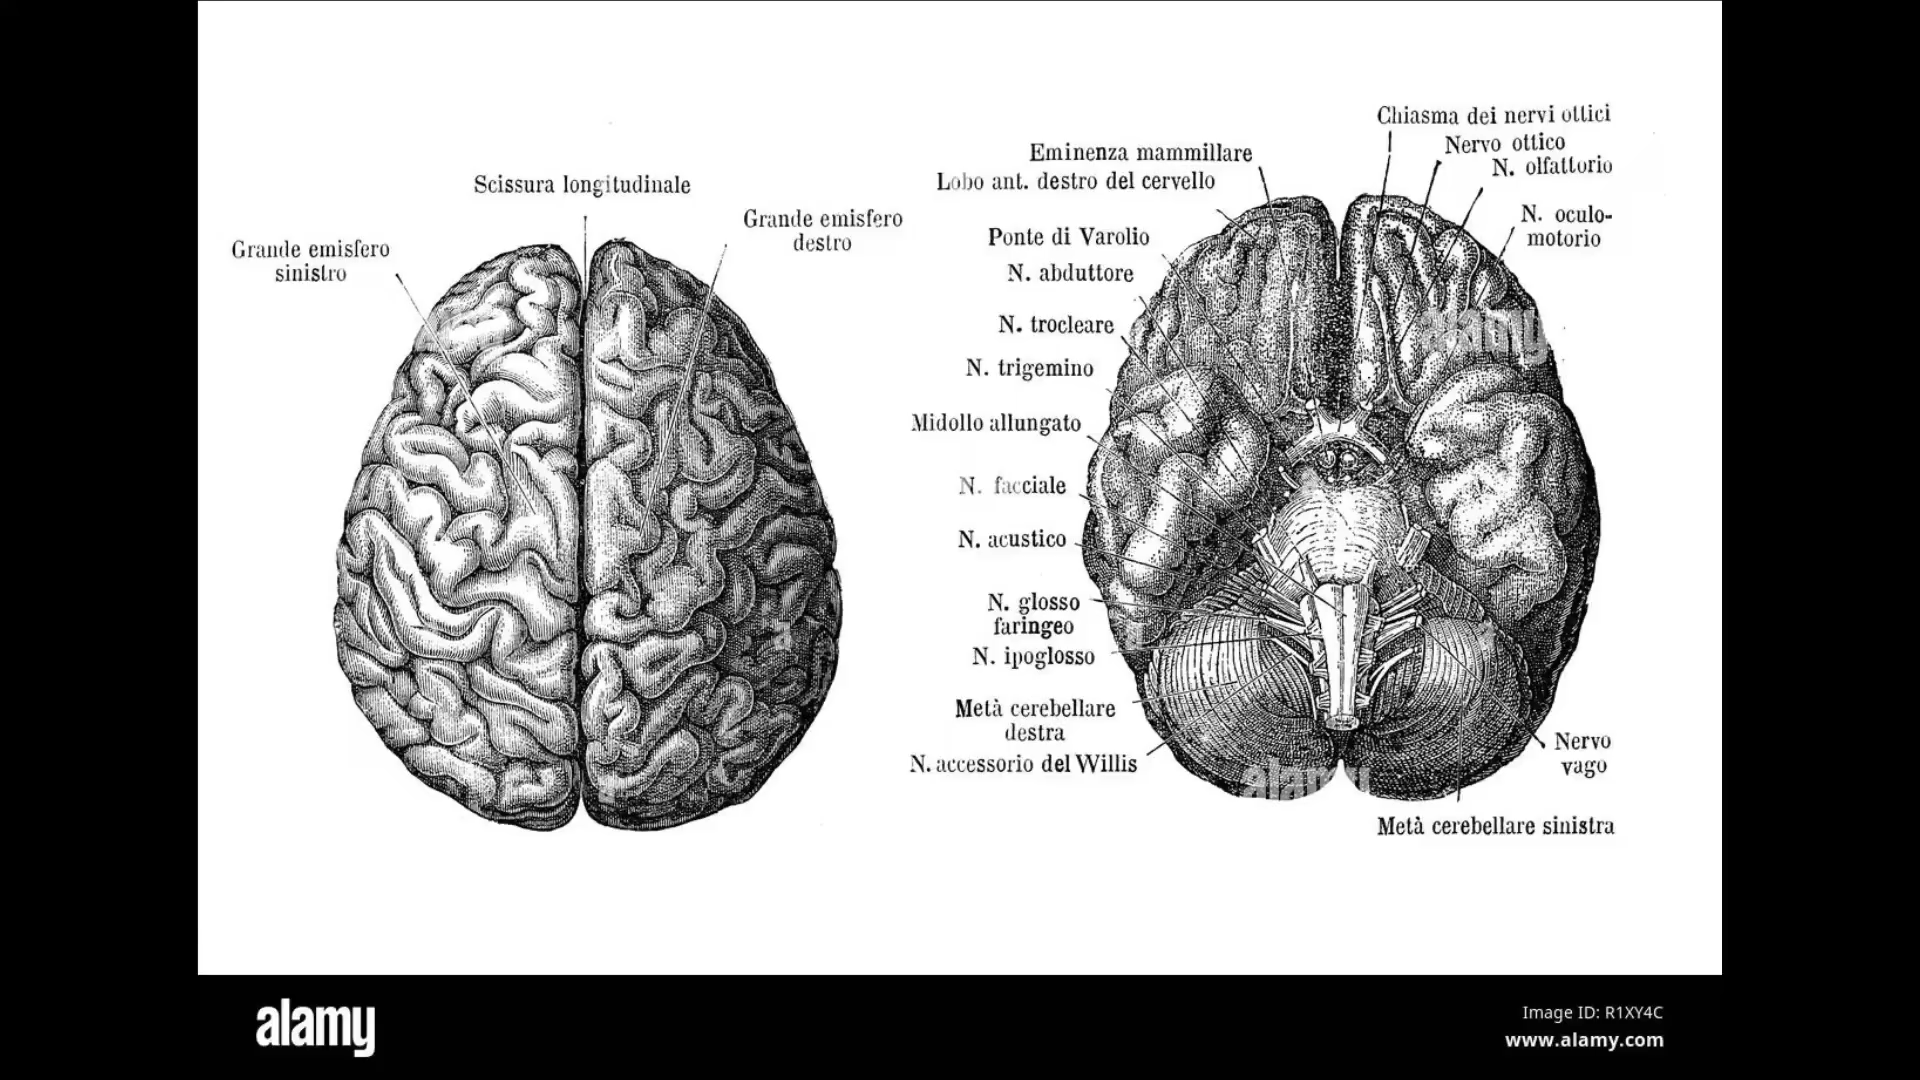 Scissura longitudinale
Grande emisfero
destro
Grande emisfero
sinistro
Chiasma dei nervi ottici
Nervo ottico
N. olfattorio
N. oculo-
motorio
Eminenza mammillare
Lobo ant. destro del cervello
Ponte di Varolio
N. abduttore
N. trocleare
N. trigemino
Midollo allungato
N. facciale
N. acustico
N. glosso
faringeo
N. ipoglosso
Metà cerebellare
destra
N. accessorio del Willis
Nervo
vago
Metà cerebellare sinistra
alamy
alamy
a
alamy
Image ID: R1XY4C
www.alamy.com